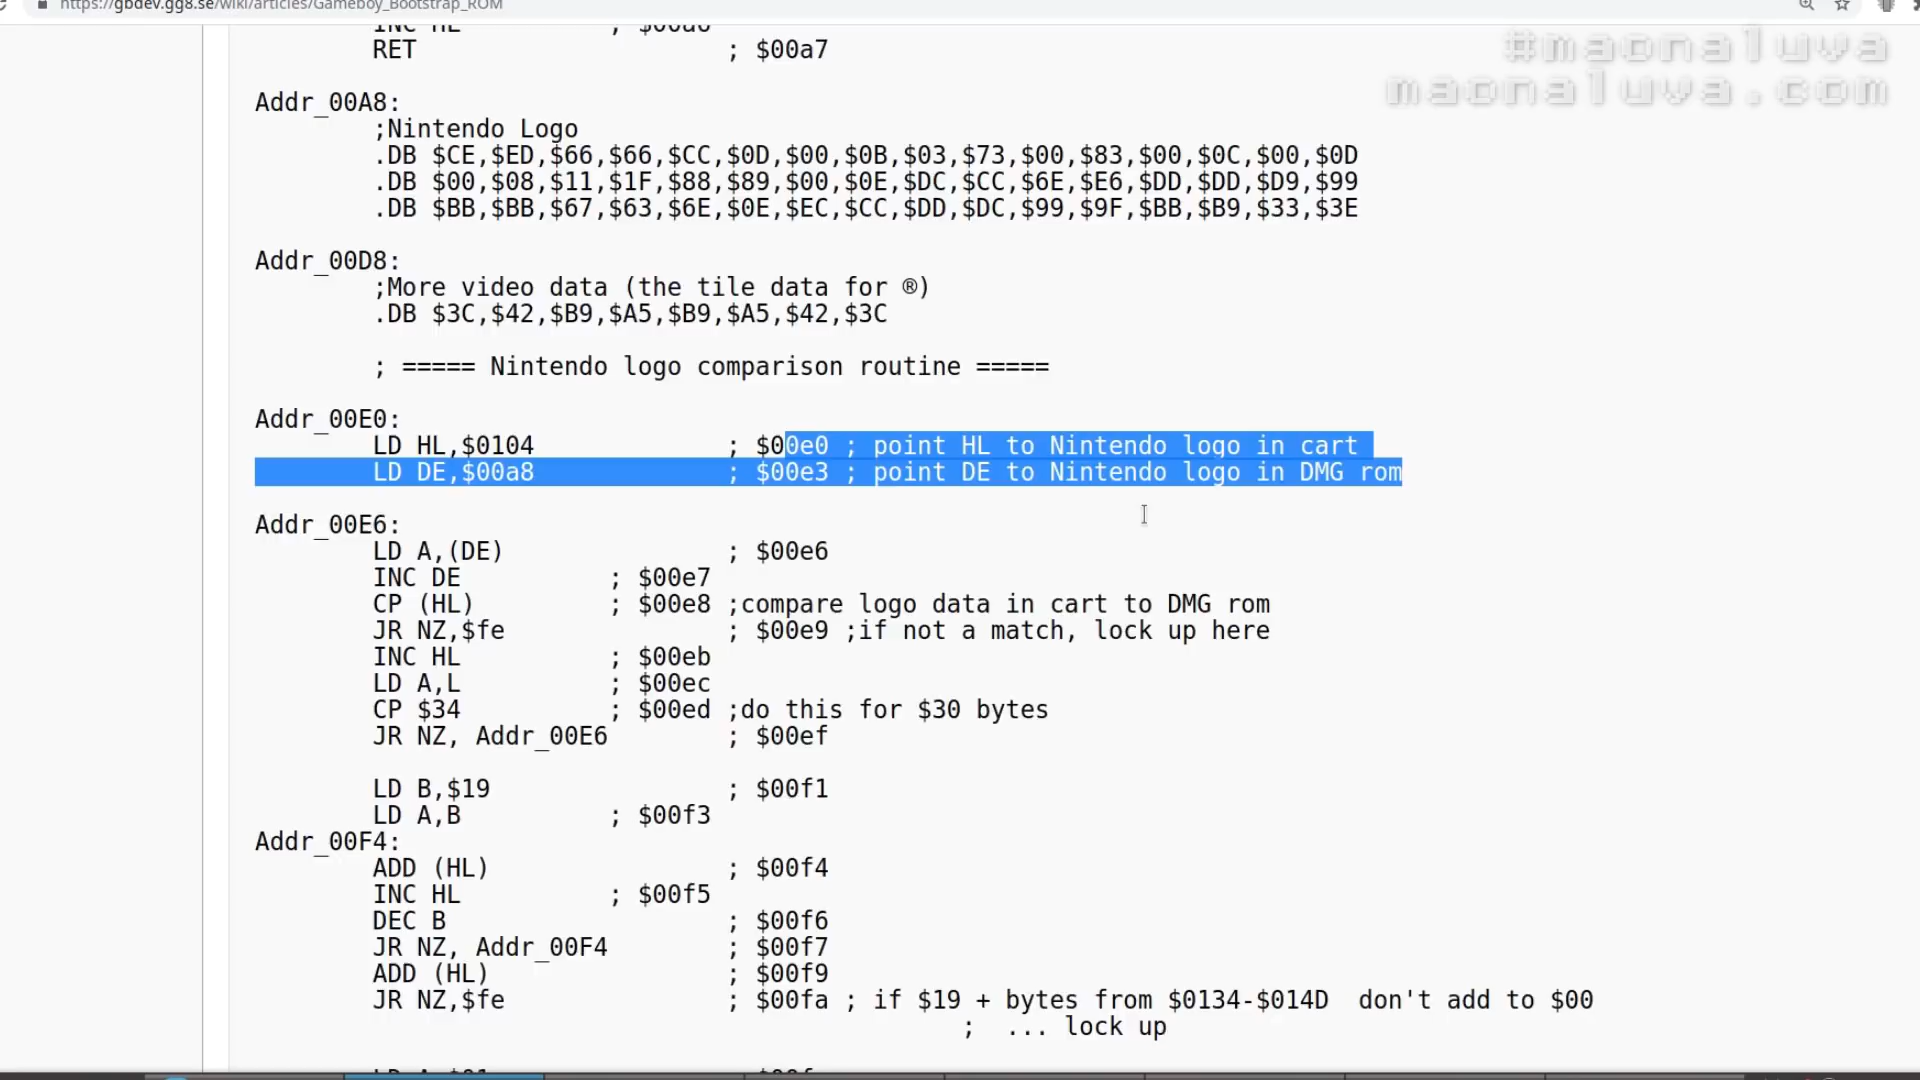 https://gbdev.gg8.se/wiki/articles/Gameboy_Bootstrap_ROM
#maonaluva
maonaluva.com
INC HL ; $00a6
RET ; $00a7
Addr_00A8:
;Nintendo Logo
.DB $CE,$ED,$66,$66,$CC,$0D,$00,$0B,$03,$73,$00,$83,$00,$0C,$00,$0D
.DB $00,$08,$11,$1F,$88,$89,$00,$0E,$DC,$CC,$6E,$E6,$DD,$DD,$D9,$99
.DB $BB,$BB,$67,$63,$6E,$0E,$EC,$CC,$DD,$DC,$99,$9F,$BB,$B9,$33,$3E
Addr_00D8:
;More video data (the tile data for ®)
.DB $3C,$42,$B9,$A5,$B9,$A5,$42,$3C
; ===== Nintendo logo comparison routine =====
Addr_00E0:
LD HL,$0104 ; $00e0 ; point HL to Nintendo logo in cart
LD DE,$00a8 ; $00e3 ; point DE to Nintendo logo in DMG rom
Addr_00E6:
LD A,(DE) ; $00e6
INC DE ; $00e7
CP (HL) ; $00e8 ;compare logo data in cart to DMG rom
JR NZ,$fe ; $00e9 ;if not a match, lock up here
INC HL ; $00eb
LD A,L ; $00ec
CP $34 ; $00ed ;do this for $30 bytes
JR NZ, Addr_00E6 ; $00ef
LD B,$19 ; $00f1
LD A,B ; $00f3
Addr_00F4:
ADD (HL) ; $00f4
INC HL ; $00f5
DEC B ; $00f6
JR NZ, Addr_00F4 ; $00f7
ADD (HL) ; $00f9
JR NZ,$fe ; $00fa ; if $19 + bytes from $0134-$014D don't add to $00
; ... lock up